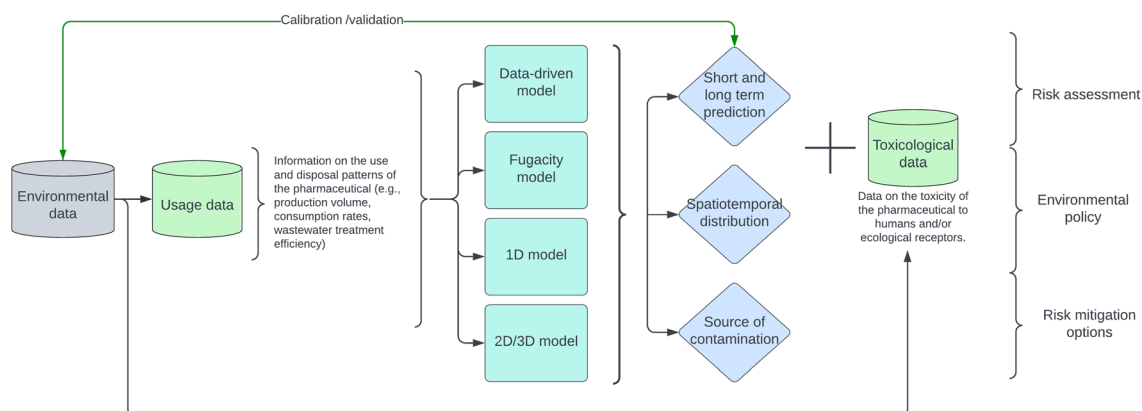 Calibration /validation
Environmental
data
Usage data
Information on the use
and disposal patterns of
the pharmaceutical (e.g.,
production volume,
consumption rates,
wastewater treatment
efficiency)
Data-driven
model
Fugacity
model
1D model
2D/3D model
Short and
long term
prediction
Spatiotemporal
distribution
Source of
contamination
Toxicological
data
Data on the toxicity of
the pharmaceutical to
humans and/or
ecological receptors.
Risk assessment
Environmental
policy
Risk mitigation
options